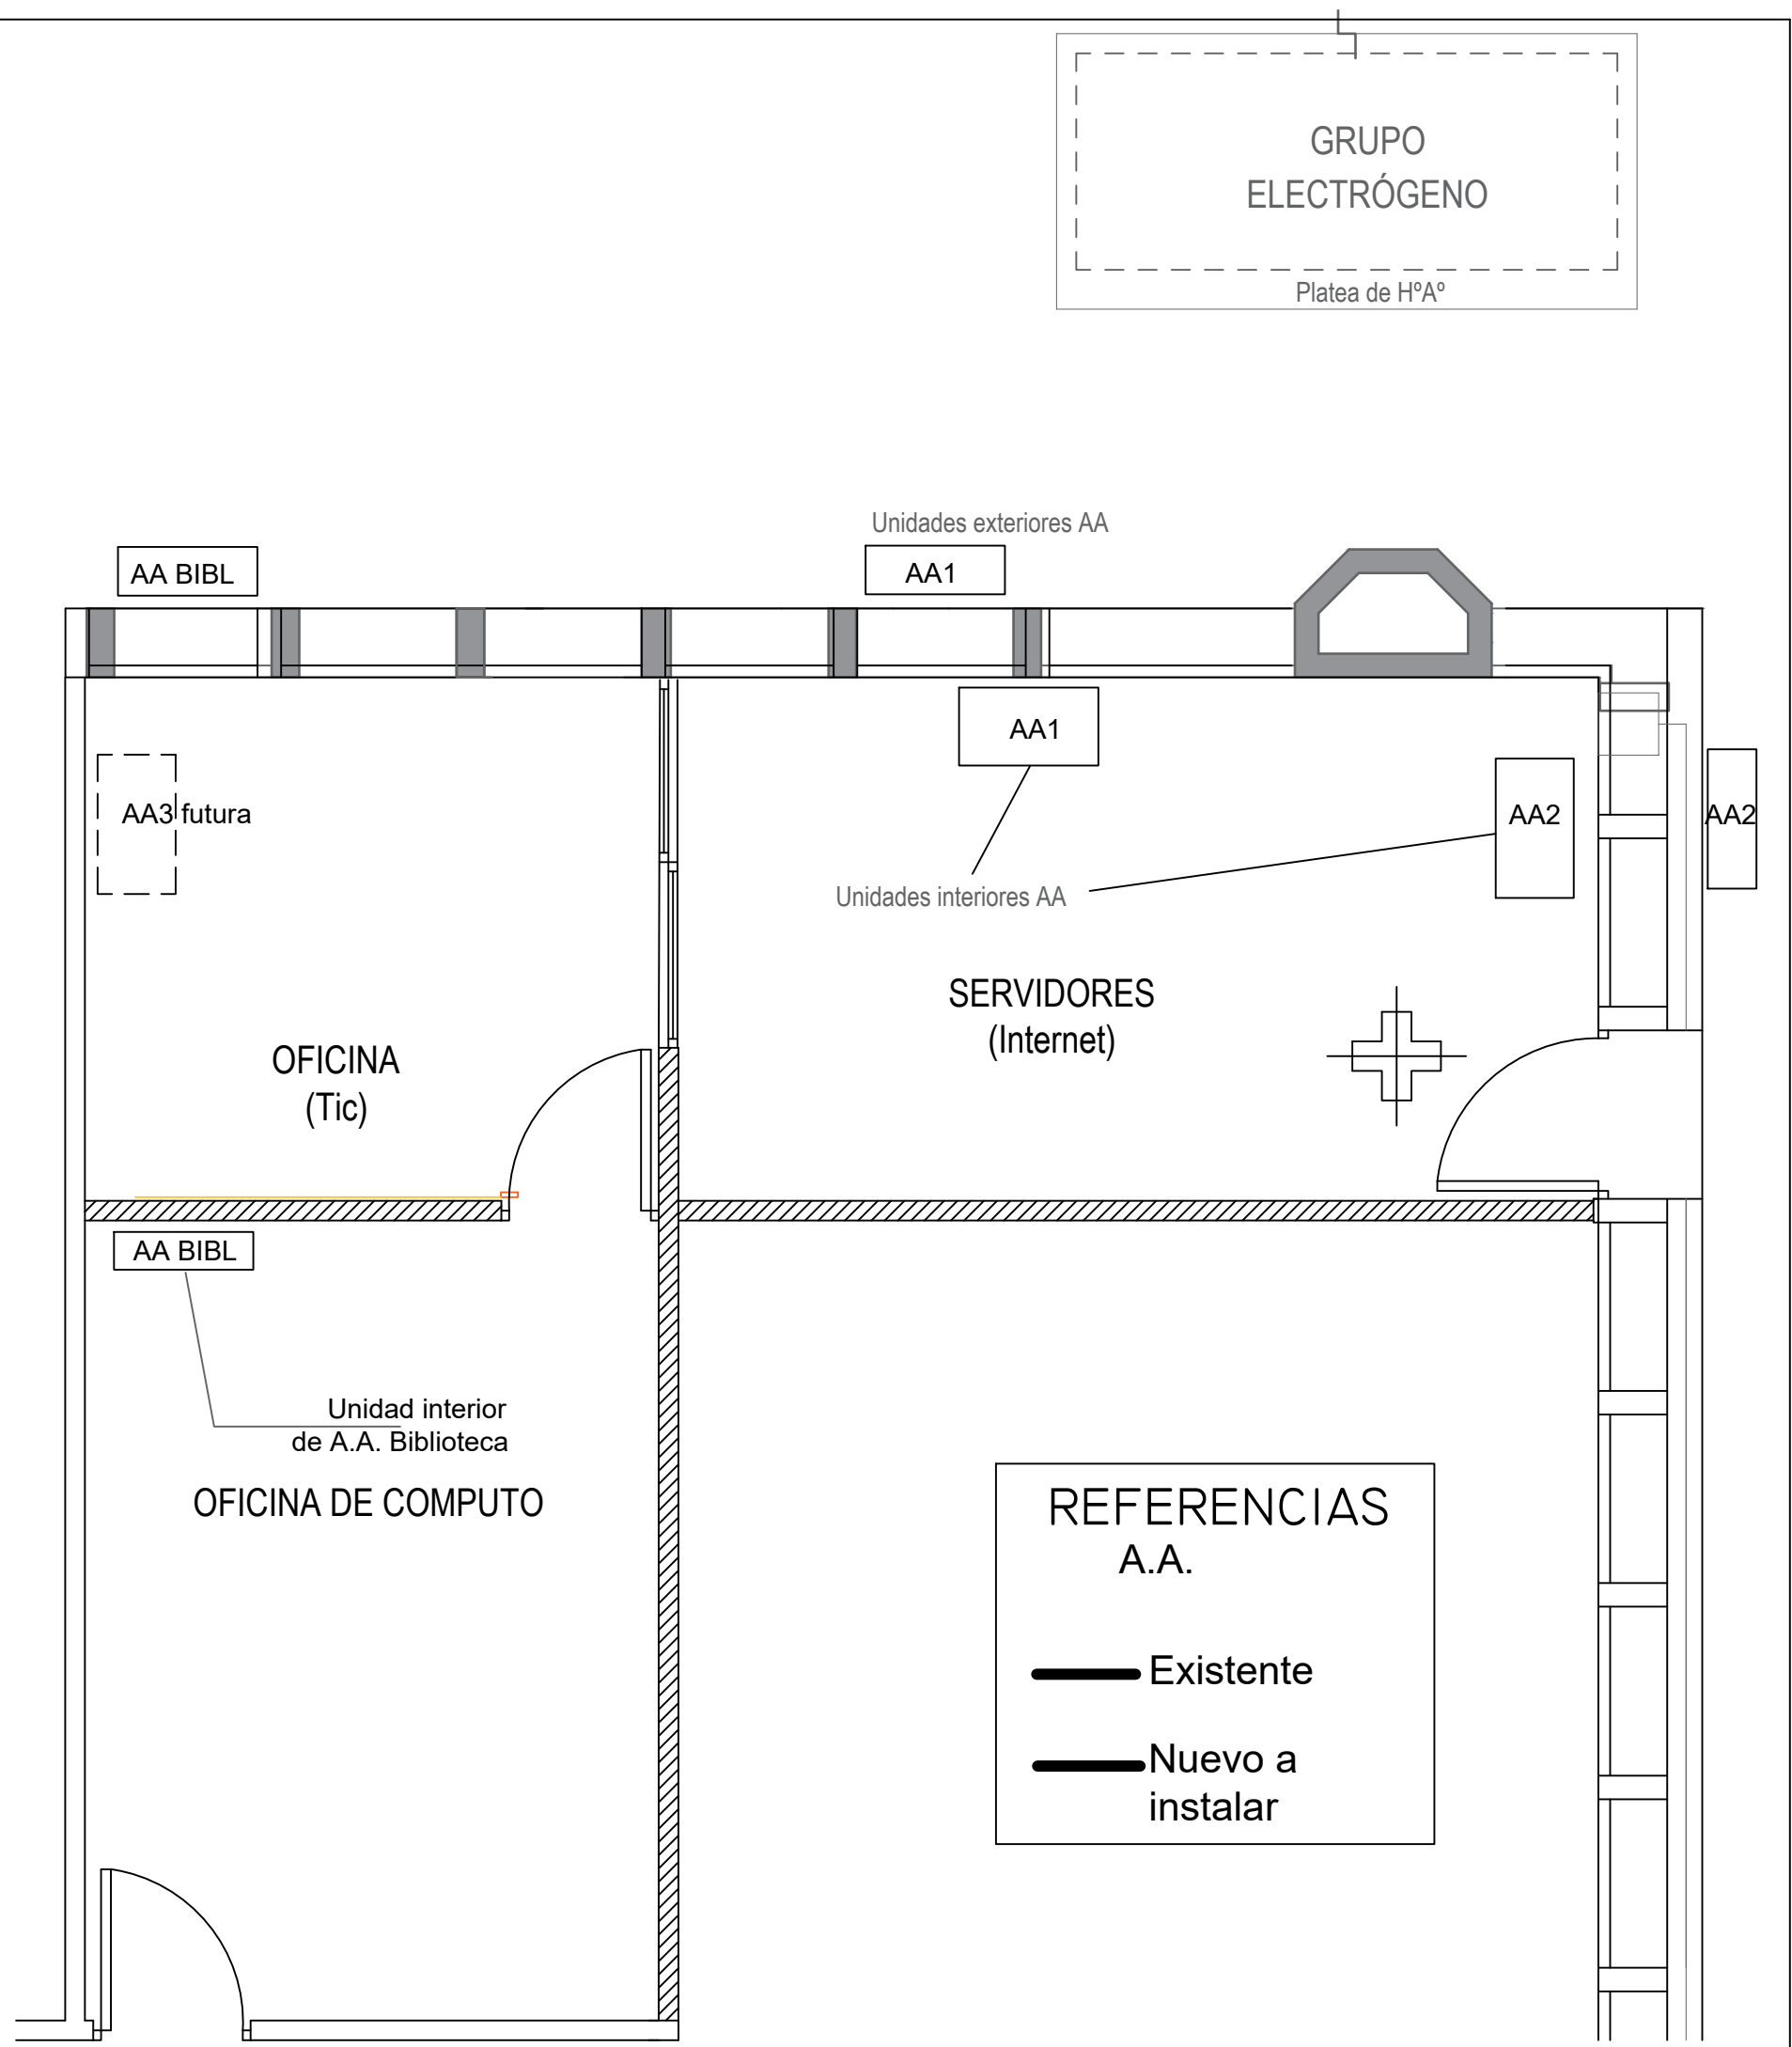 GRUPO
ELECTRÓGENO
Platea de HºAº
Unidades exteriores AA
AA BIBL
AA1
AA1
AA3 futura
AA2
AA2
Unidades interiores AA
SERVIDORES
(Internet)
OFICINA
(Tic)
AA BIBL
Unidad interior
de A.A. Biblioteca
OFICINA DE COMPUTO
REFERENCIAS
A.A.
Existente
Nuevo a
instalar